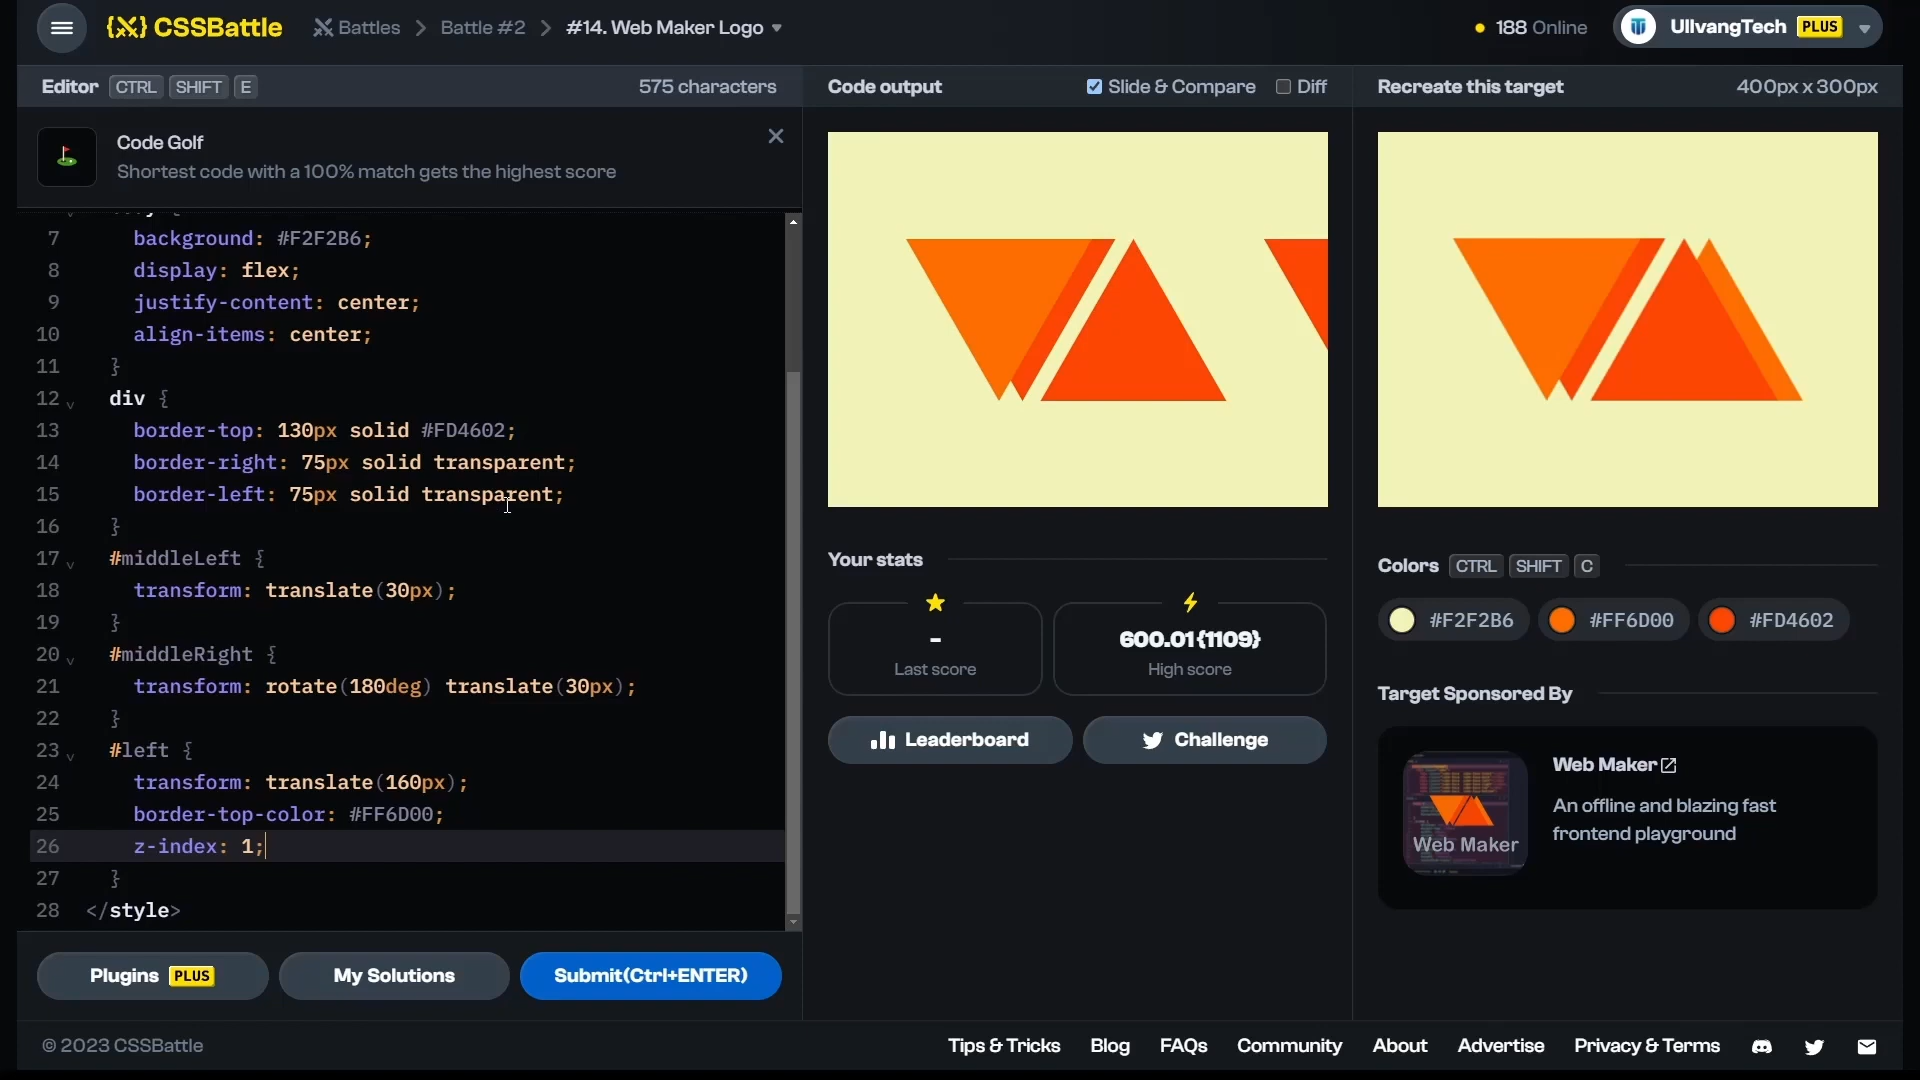 {X} CSSBattle
Battles
Battle #2
#14. Web Maker Logo
188 Online
UllvangTech PLUS
Editor CTRL SHIFT E
575 characters
Code output
Slide & Compare
Diff
Recreate this target
400px x 300px
Code Golf
Shortest code with a 100% match gets the highest score
7 background: #F2F2B6;
8 display: flex;
9 justify-content: center;
10 align-items: center;
11 }
12 div {
13 border-top: 130px solid #FD4602;
14 border-right: 75px solid transparent;
15 border-left: 75px solid transparent;
16 }
17 #middleLeft {
18 transform: translate(30px);
19 }
20 #middleRight {
21 transform: rotate(180deg) translate(30px);
22 }
23 #left {
24 transform: translate(160px);
25 border-top-color: #FF6D00;
26 z-index: 1;
27 }
28 </style>
Plugins PLUS
My Solutions
Submit(Ctrl+ENTER)
Your stats
-
Last score
600.01{1109}
High score
Leaderboard
Challenge
Colors CTRL SHIFT C
#F2F2B6
#FF6D00
#FD4602
Target Sponsored By
Web Maker
Web Maker
An offline and blazing fast
frontend playground
© 2023 CSSBattle
Tips & Tricks
Blog
FAQs
Community
About
Advertise
Privacy & Terms